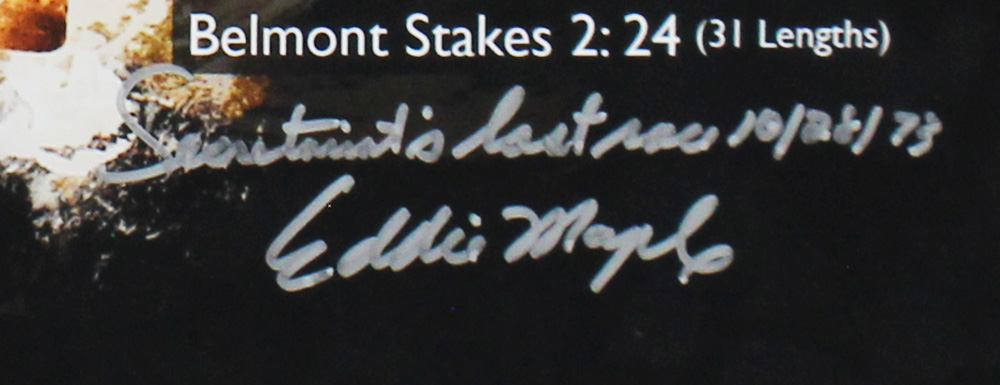 Belmont Stakes 2: 24 (31 Lengths)
Secretariat's last race 10/28/73
Eddie Maple